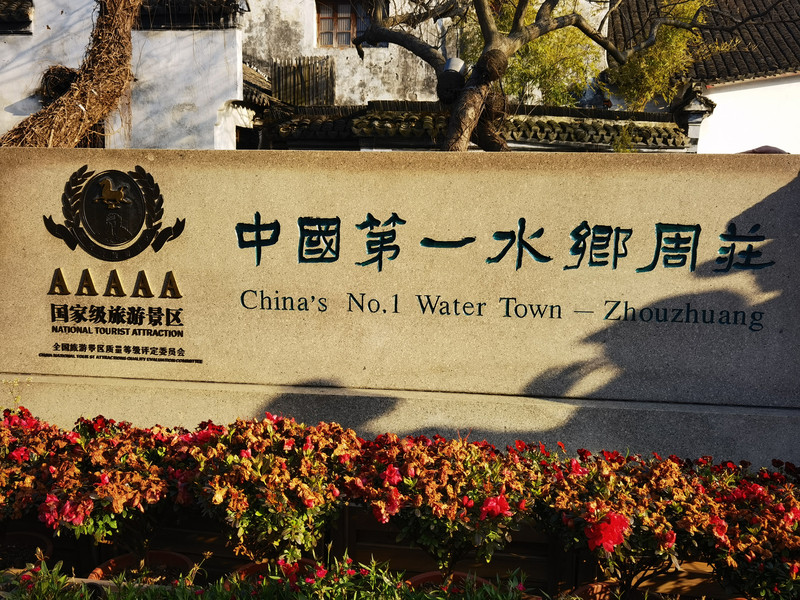 AAAAA
国家级旅游景区
NATIONAL TOURIST ATTRACTION
全国旅游景区质量等级评定委员会
中國第一水鄉周莊
China's No.1 Water Town — Zhouzhuang